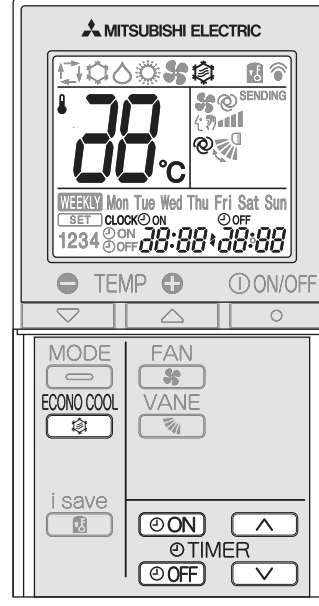 MITSUBISHI ELECTRIC
SENDING
88°C
WEEKLY Mon Tue Wed Thu Fri Sat Sun
SET CLOCK ON OFF
1234 ON OFF 88:88 88:88
TEMP ON/OFF
MODE FAN
ECONO COOL VANE
i save
ON
TIMER
OFF